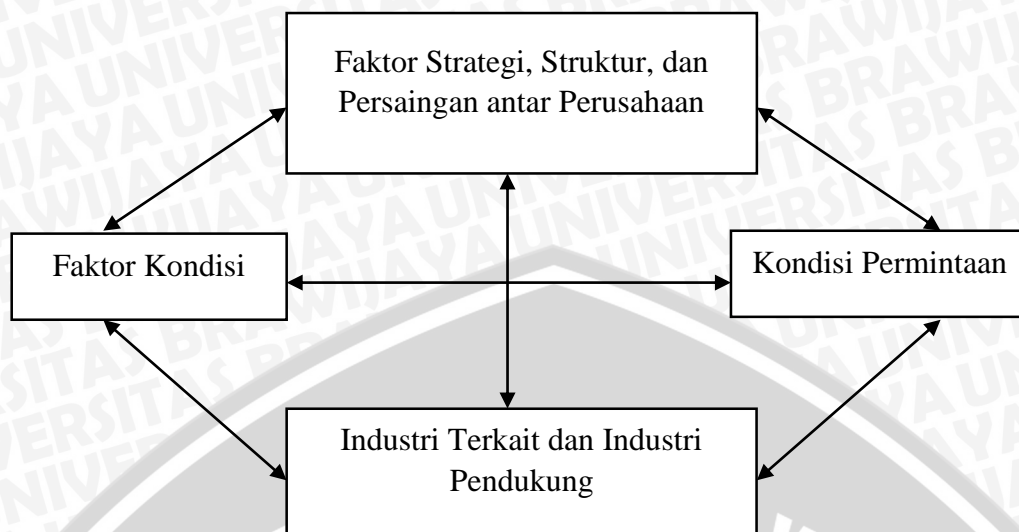 Faktor Strategi, Struktur, dan
Persaingan antar Perusahaan
Faktor Kondisi
Kondisi Permintaan
Industri Terkait dan Industri
Pendukung